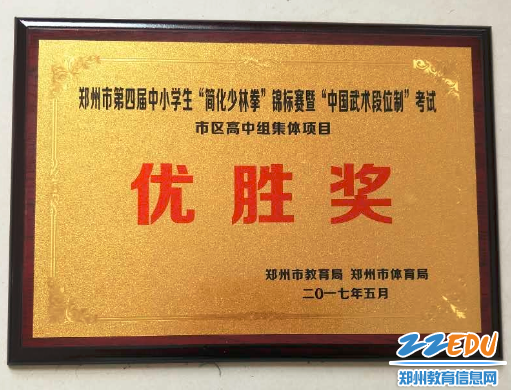 郑州市第四届中小学生“简化少林拳”锦标赛暨“中国武术段位制”考试
市区高中组集体项目
优胜奖
郑州市教育局 郑州市体育局
二〇一七年五月
ZZEDU
郑州教育信息网